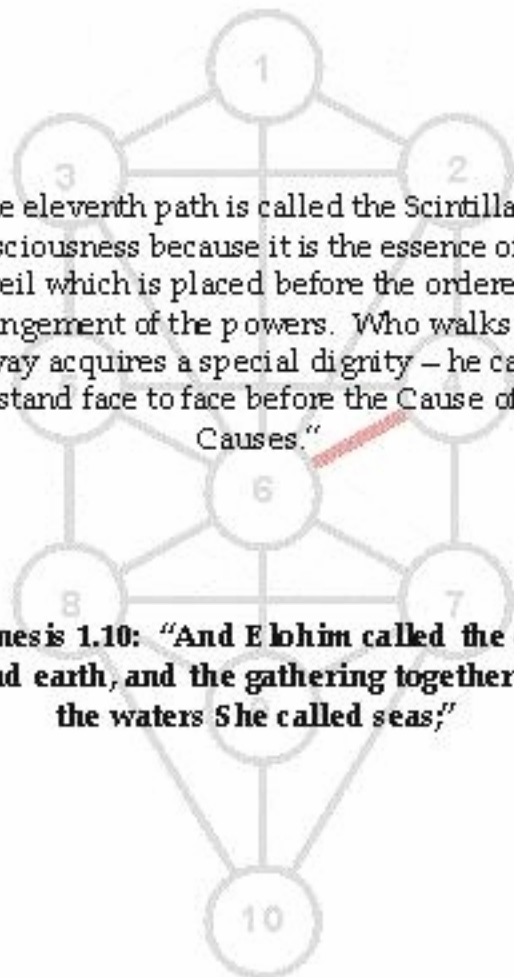 1
3 2
e eleventh path is called the Scintilla
sciousness because it is the essence o
eil which is placed before the ordere
ngement of the powers. Who walks
vay acquires a special dignity – he ca
stand face to face before the Cause of
Causes.“
6
8 7
nesis 1.10: “And Elohim called the
nd earth, and the gathering together
the waters She called seas;”
10